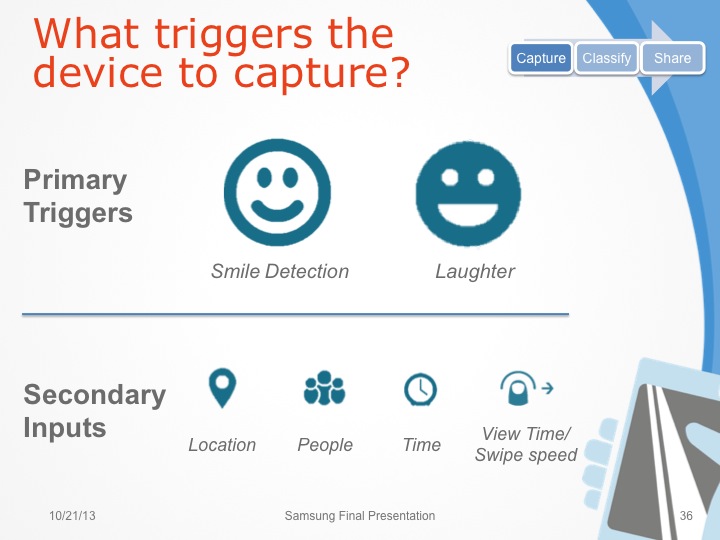 What triggers the
device to capture?
Capture Classify Share
Primary
Triggers
Smile Detection Laughter
Secondary
Inputs
Location People Time View Time/
Swipe speed
10/21/13 Samsung Final Presentation 36